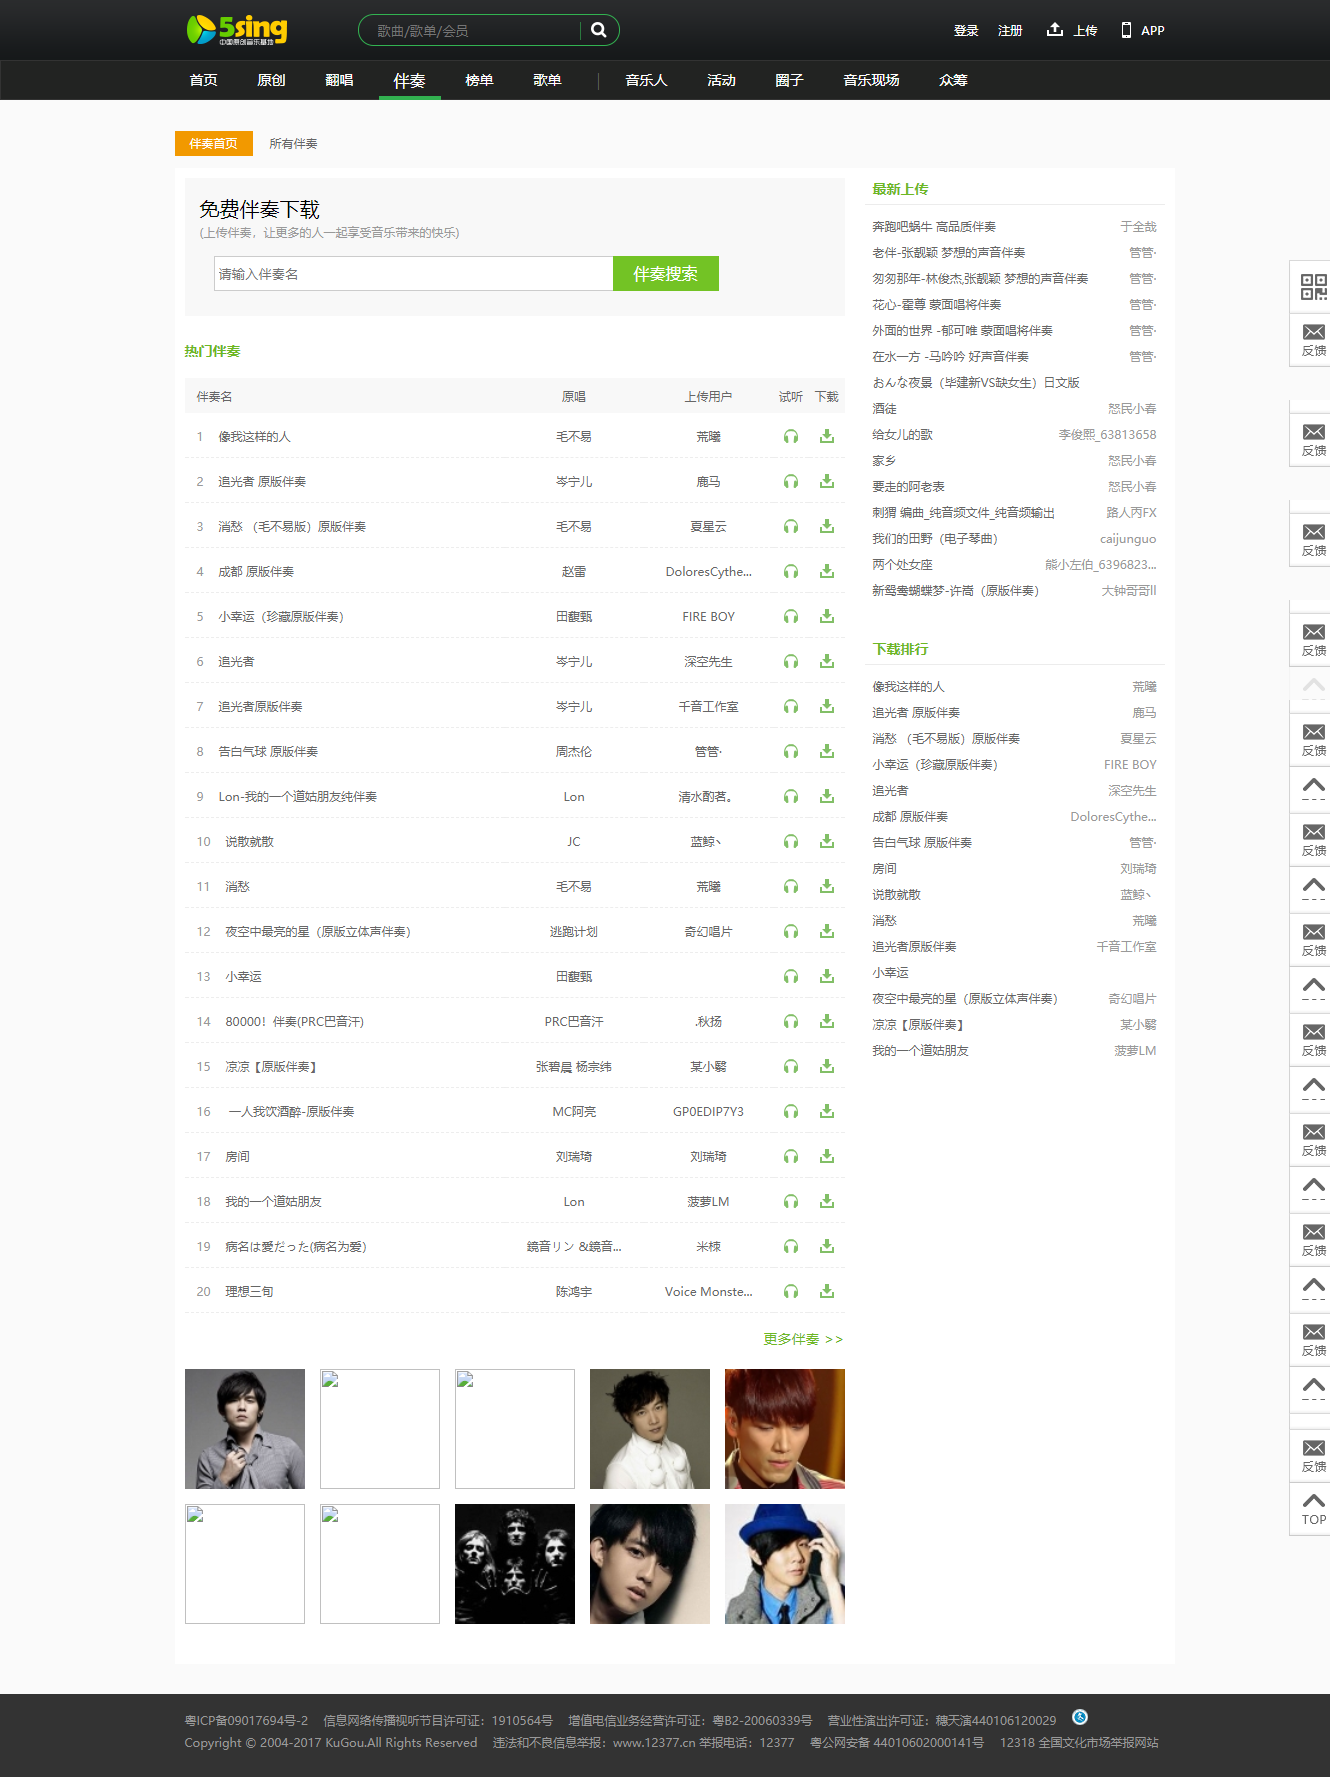 5sing
中国原创音乐基地
歌曲/歌单/会员
登录 注册 上传 APP
首页 原创 翻唱 伴奏 榜单 歌单 | 音乐人 活动 圈子 音乐现场 众筹
伴奏首页 所有伴奏
免费伴奏下载
(上传伴奏，让更多的人一起享受音乐带来的快乐)
请输入伴奏名 伴奏搜索
热门伴奏
伴奏名 原唱 上传用户 试听 下载
1 像我这样的人 毛不易 荒曦
2 追光者 原版伴奏 岑宁儿 鹿马
3 消愁 （毛不易版）原版伴奏 毛不易 夏星云
4 成都 原版伴奏 赵雷 DoloresCythe...
5 小幸运（珍藏原版伴奏） 田馥甄 FIRE BOY
6 追光者 岑宁儿 深空先生
7 追光者原版伴奏 岑宁儿 千音工作室
8 告白气球 原版伴奏 周杰伦 管管·
9 Lon-我的一个道姑朋友纯伴奏 Lon 清水酌茗。
10 说散就散 JC 蓝鲸丶
11 消愁 毛不易 荒曦
12 夜空中最亮的星（原版立体声伴奏） 逃跑计划 奇幻唱片
13 小幸运 田馥甄
14 80000！伴奏(PRC巴音汗) PRC巴音汗 .秋扬
15 凉凉【原版伴奏】 张碧晨 杨宗纬 某小鹥
16 一人我饮酒醉-原版伴奏 MC阿亮 GP0EDIP7Y3
17 房间 刘瑞琦 刘瑞琦
18 我的一个道姑朋友 Lon 菠萝LM
19 病名は愛だった(病名为爱) 鏡音リン &鏡音... 米楝
20 理想三旬 陈鸿宇 Voice Monste...
更多伴奏 >>
最新上传
奔跑吧蜗牛 高品质伴奏 于全哉
老伴-张靓颖 梦想的声音伴奏 管管·
匆匆那年-林俊杰,张靓颖 梦想的声音伴奏 管管·
花心-霍尊 蒙面唱将伴奏 管管·
外面的世界 -郁可唯 蒙面唱将伴奏 管管·
在水一方 -马吟吟 好声音伴奏 管管·
おんな夜景（毕建新VS缺女生）日文版
酒徒 怒民小春
给女儿的歌 李俊熙_63813658
家乡 怒民小春
要走的阿老表 怒民小春
刺猬 编曲_纯音频文件_纯音频输出 路人丙FX
我们的田野（电子琴曲） caijunguo
两个处女座 熊小左伯_6396823...
新鸳鸯蝴蝶梦-许嵩（原版伴奏） 大钟哥哥ll
下载排行
像我这样的人 荒曦
追光者 原版伴奏 鹿马
消愁 （毛不易版）原版伴奏 夏星云
小幸运（珍藏原版伴奏） FIRE BOY
追光者 深空先生
成都 原版伴奏 DoloresCythe...
告白气球 原版伴奏 管管·
房间 刘瑞琦
说散就散 蓝鲸丶
消愁 荒曦
追光者原版伴奏 千音工作室
小幸运
夜空中最亮的星（原版立体声伴奏） 奇幻唱片
凉凉【原版伴奏】 某小鹥
我的一个道姑朋友 菠萝LM
反馈
反馈
反馈
反馈
反馈
反馈
反馈
反馈
反馈
反馈
反馈
反馈
TOP
粤ICP备09017694号-2 信息网络传播视听节目许可证：1910564号 增值电信业务经营许可证：粤B2-20060339号 营业性演出许可证：穗天演440106120029
Copyright © 2004-2017 KuGou.All Rights Reserved 违法和不良信息举报：www.12377.cn 举报电话：12377 粤公网安备 44010602000141号 12318 全国文化市场举报网站